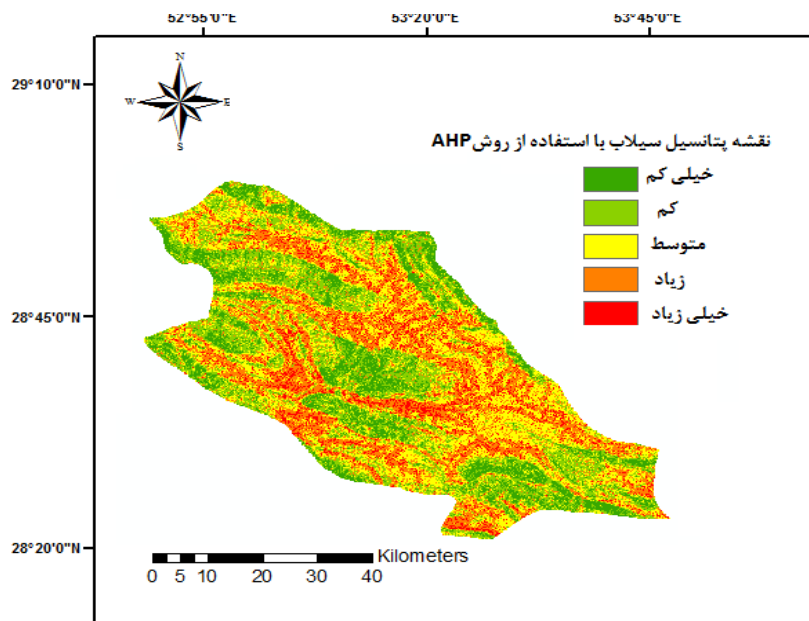 52°55'0"E 53°20'0"E 53°45'0"E
29°10'0"N
N
W E
S
نقشه پتانسیل سیلاب با استفاده از روش AHP
خیلی کم
کم
متوسط
زیاد
28°45'0"N
خیلی زیاد
28°20'0"N
Kilometers
0 5 10 20 30 40